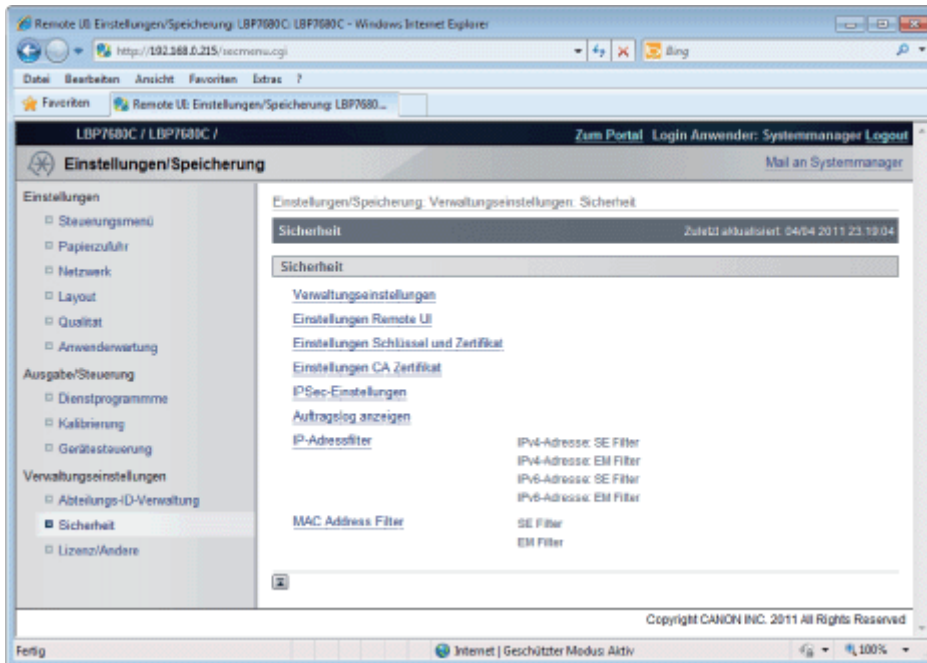 Remote UI: Einstellungen/Speicherung: LBP7680C: LBP7680C - Windows Internet Explorer
http://192.168.0.215/secmenu.cgi
Bing
Datei Bearbeiten Ansicht Favoriten Extras ?
Favoriten Remote UI: Einstellungen/Speicherung: LBP7680...
LBP7680C / LBP7680C / Zum Portal Login Anwender: Systemmanager Logout
Einstellungen/Speicherung Mail an Systemmanager
Einstellungen
Steuerungsmenü
Papierzufuhr
Netzwerk
Layout
Qualität
Anwenderwartung
Ausgabe/Steuerung
Dienstprogrammme
Kalibrierung
Gerätesteuerung
Verwaltungseinstellungen
Abteilungs-ID-Verwaltung
Sicherheit
Lizenz/Andere
Einstellungen/Speicherung: Verwaltungseinstellungen: Sicherheit
Sicherheit Zuletzt aktualisiert: 04/04 2011 23:19:04
Sicherheit
Verwaltungseinstellungen
Einstellungen Remote UI
Einstellungen Schlüssel und Zertifikat
Einstellungen CA Zertifikat
IPSec-Einstellungen
Auftragslog anzeigen
IP-Adressfilter IPv4-Adresse: SE Filter
IPv4-Adresse: EM Filter
IPv6-Adresse: SE Filter
IPv6-Adresse: EM Filter
MAC Address Filter SE Filter
EM Filter
Copyright CANON INC. 2011 All Rights Reserved
Fertig Internet | Geschützter Modus: Aktiv 100%